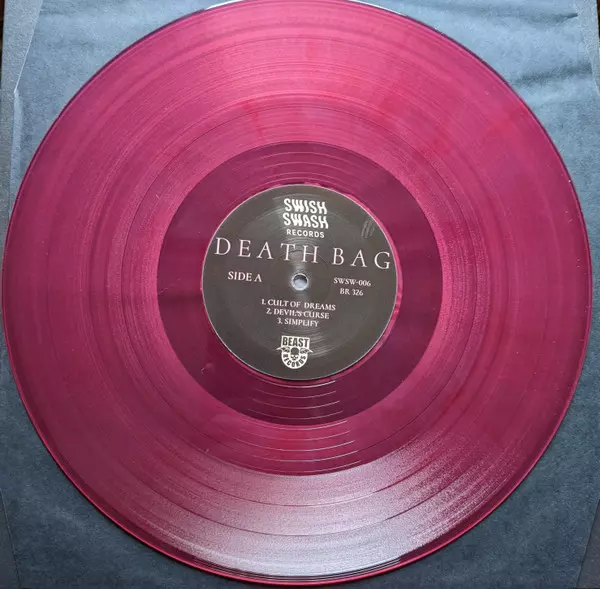 SWISH
SWASH
RECORDS
DEATH BAG
SIDE A
SWSW-006
BR 326
1. CULT OF DREAMS
2. DEVIL'S CURSE
3. SIMPLIFY
BEAST
RECORDS